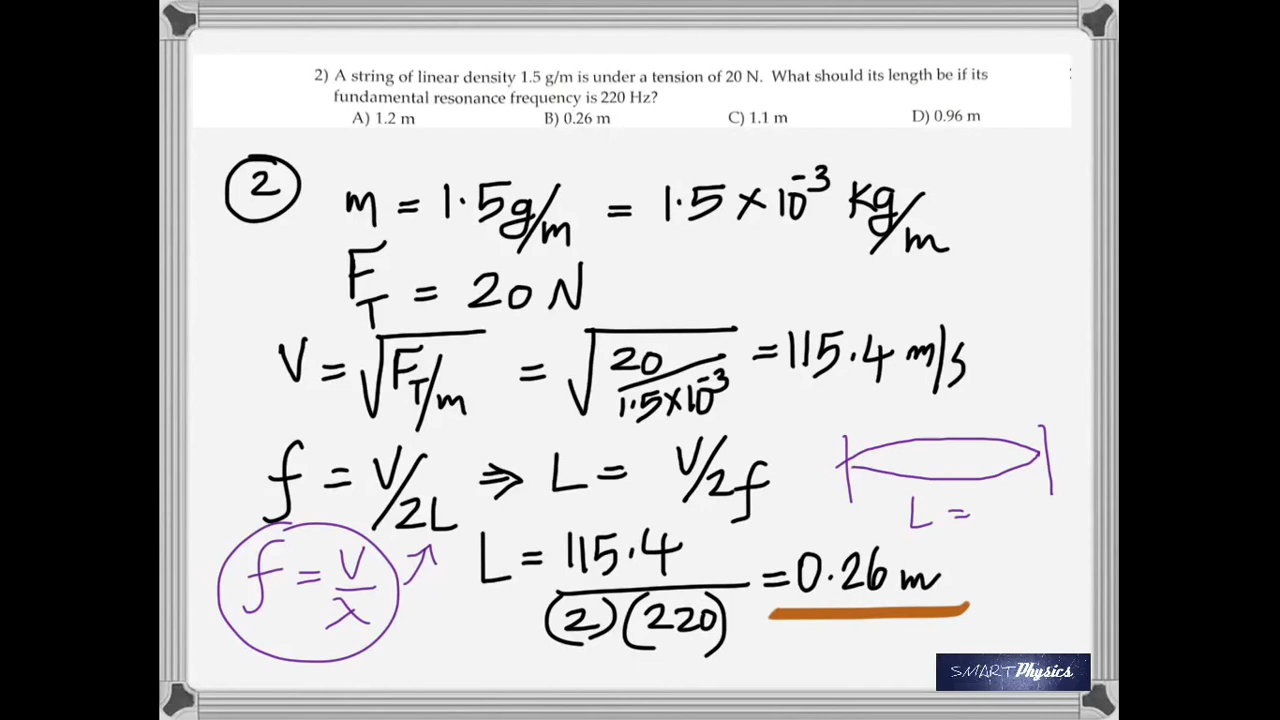 2) A string of linear density 1.5 g/m is under a tension of 20 N. What should its length be if its
fundamental resonance frequency is 220 Hz?
A) 1.2 m B) 0.26 m C) 1.1 m D) 0.96 m
2
m = 1.5g/m = 1.5 × 10⁻³ Kg/m
F_T = 20 N
V = √F_T/m = √20/1.5×10⁻³ = 115.4 m/s
f = V/2L ⇒ L = V/2f
L =
f = V/λ ↗
L = 115.4/(2)(220) = 0.26 m
SMARTPhysics